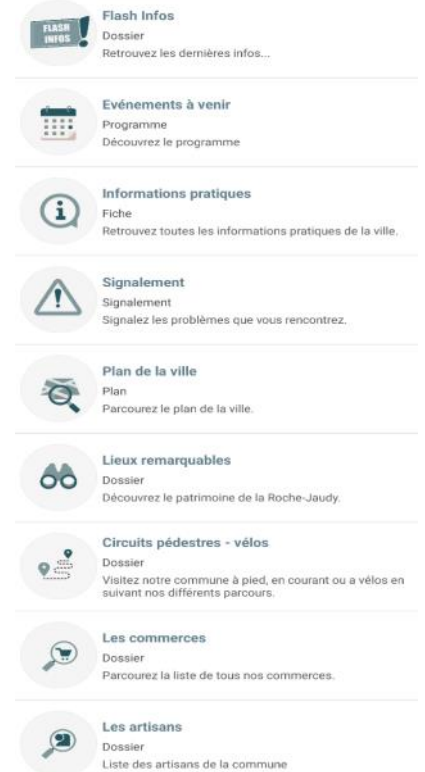 FLASH
INFOS
Flash Infos
Dossier
Retrouvez les dernières infos...
Evénements à venir
Programme
Découvrez le programme
Informations pratiques
Fiche
Retrouvez toutes les informations pratiques de la ville.
Signalement
Signalement
Signalez les problèmes que vous rencontrez.
Plan de la ville
Plan
Parcourez le plan de la ville.
Lieux remarquables
Dossier
Découvrez le patrimoine de la Roche-Jaudy.
Circuits pédestres - vélos
Dossier
Visitez notre commune à pied, en courant ou a vélos en
suivant nos différents parcours.
Les commerces
Dossier
Parcourez la liste de tous nos commerces.
Les artisans
Dossier
Liste des artisans de la commune